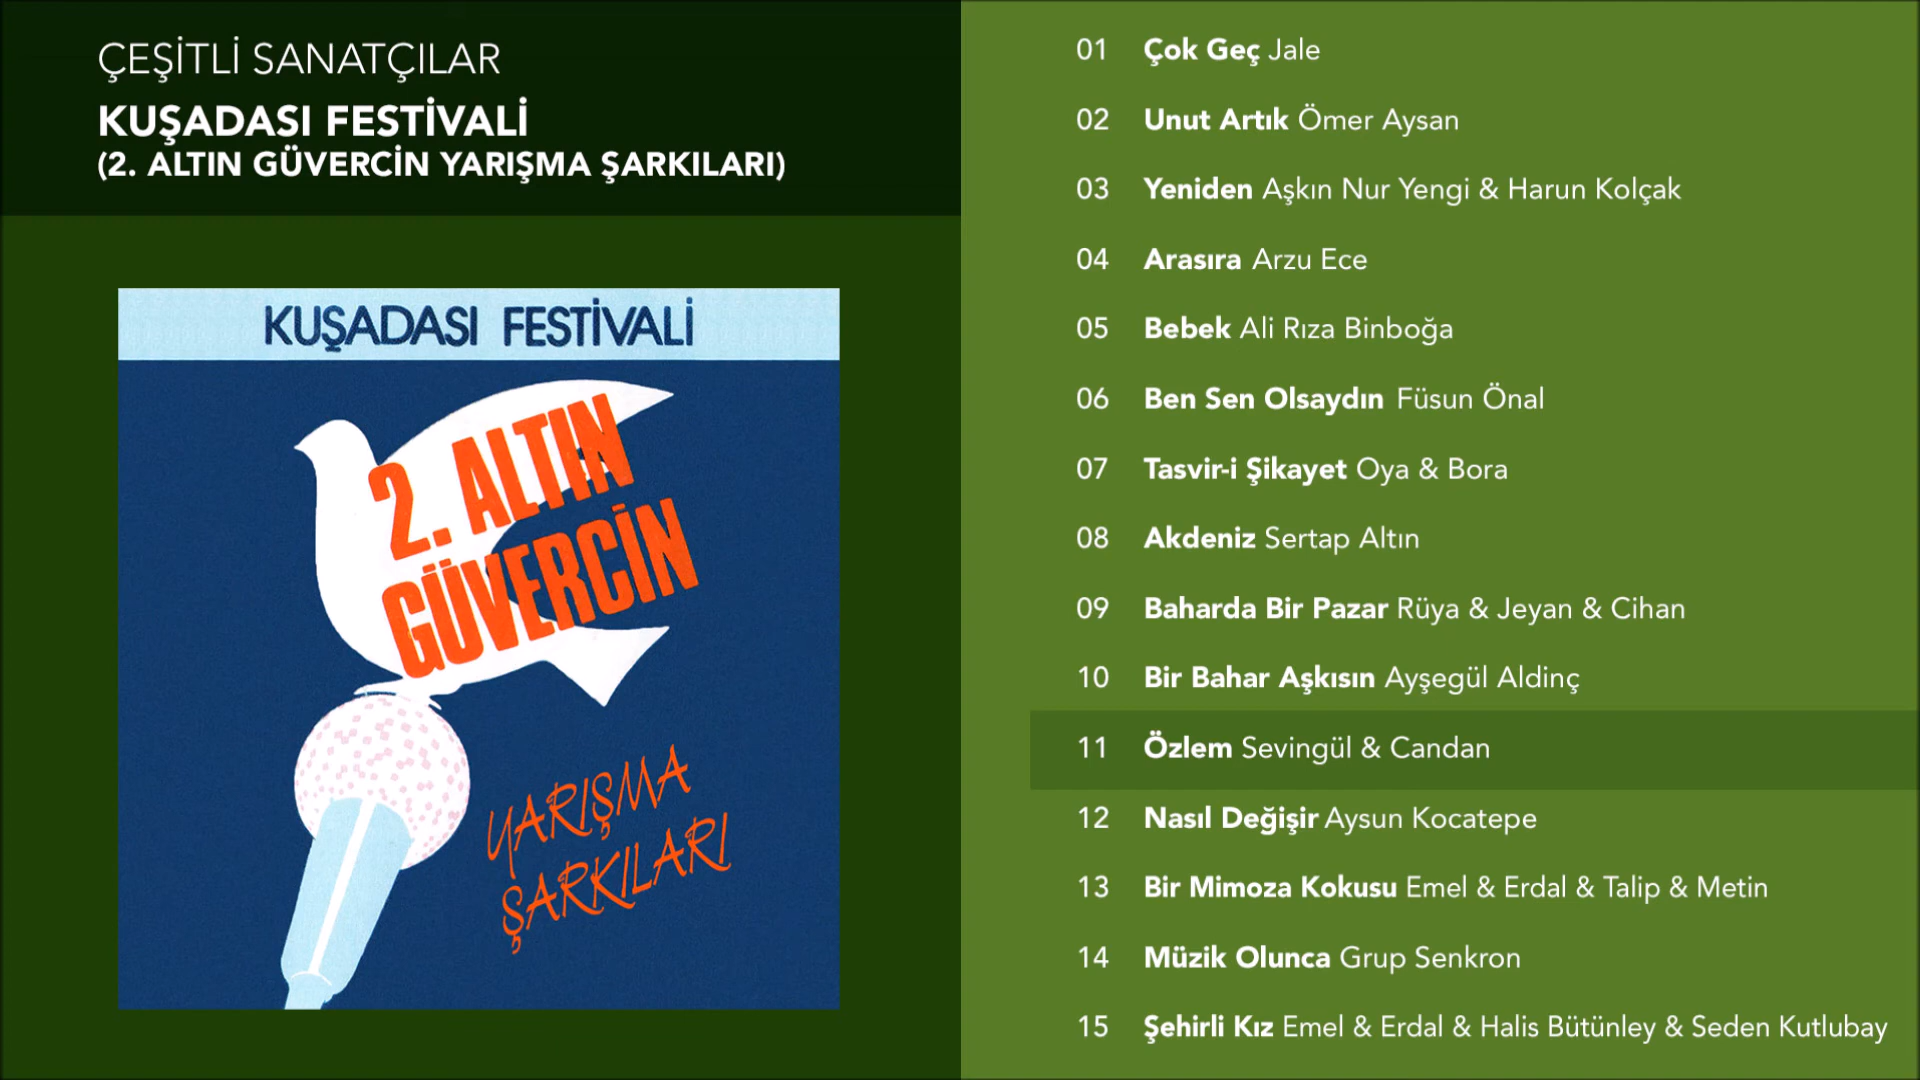 ÇEŞİTLİ SANATÇILAR
KUŞADASI FESTİVALİ
(2. ALTIN GÜVERCİN YARIŞMA ŞARKILARI)
KUŞADASI FESTİVALİ
2. ALTIN
GÜVERCİN
YARIŞMA
ŞARKILARI
01 Çok Geç Jale
02 Unut Artık Ömer Aysan
03 Yeniden Aşkın Nur Yengi & Harun Kolçak
04 Arasıra Arzu Ece
05 Bebek Ali Rıza Binboğa
06 Ben Sen Olsaydın Füsun Önal
07 Tasvir-i Şikayet Oya & Bora
08 Akdeniz Sertap Altın
09 Baharda Bir Pazar Rüya & Jeyan & Cihan
10 Bir Bahar Aşkısın Ayşegül Aldinç
11 Özlem Sevingül & Candan
12 Nasıl Değişir Aysun Kocatepe
13 Bir Mimoza Kokusu Emel & Erdal & Talip & Metin
14 Müzik Olunca Grup Senkron
15 Şehirli Kız Emel & Erdal & Halis Bütünley & Seden Kutlubay